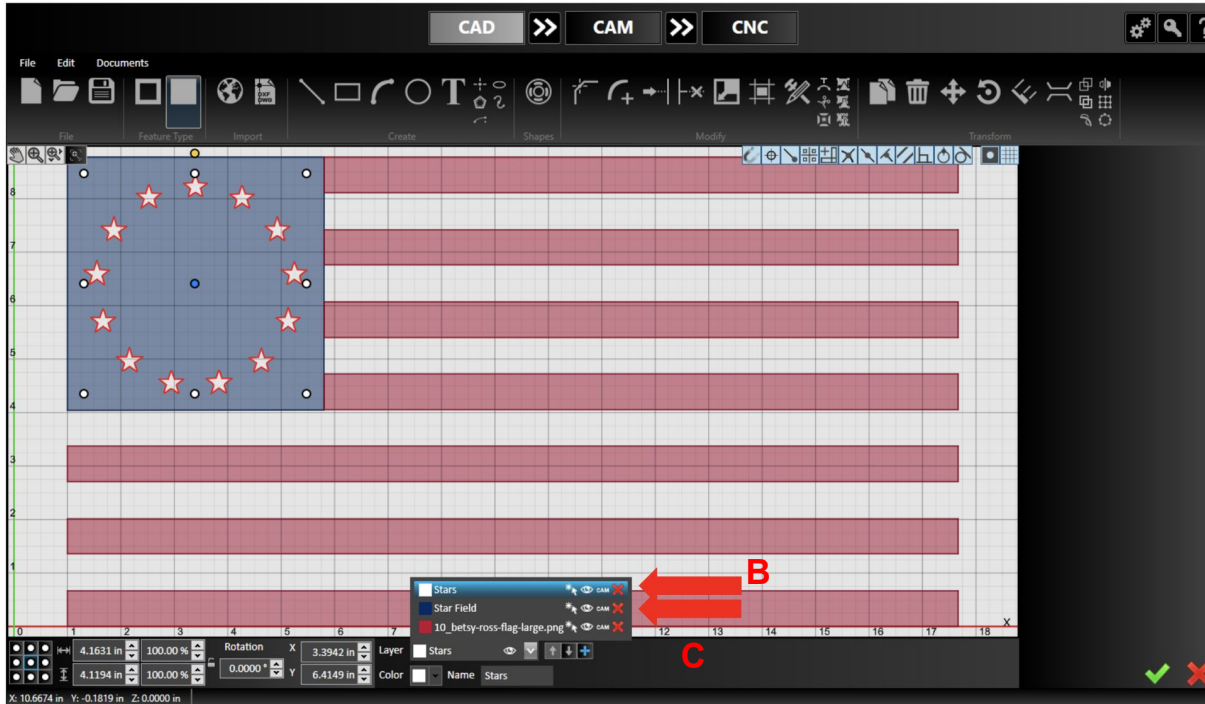 CAD >> CAM >> CNC
File Edit Documents
DXF
DWG
T
File Feature Type Import Create Shapes Modify Transform
8
7
6
5
4
3
2
1
B
Stars CAM
Star Field CAM
10_betsy-ross-flag-large.png CAM
0 1 2 3 4 5 6 7 12 13 14 15 16 17 18 X
C
4.1631 in 100.00 % Rotation X 3.3942 in Layer Stars
4.1194 in 100.00 % 0.0000 ° Y 6.4149 in Color Name Stars
X: 10.6674 in Y: -0.1819 in Z: 0.0000 in